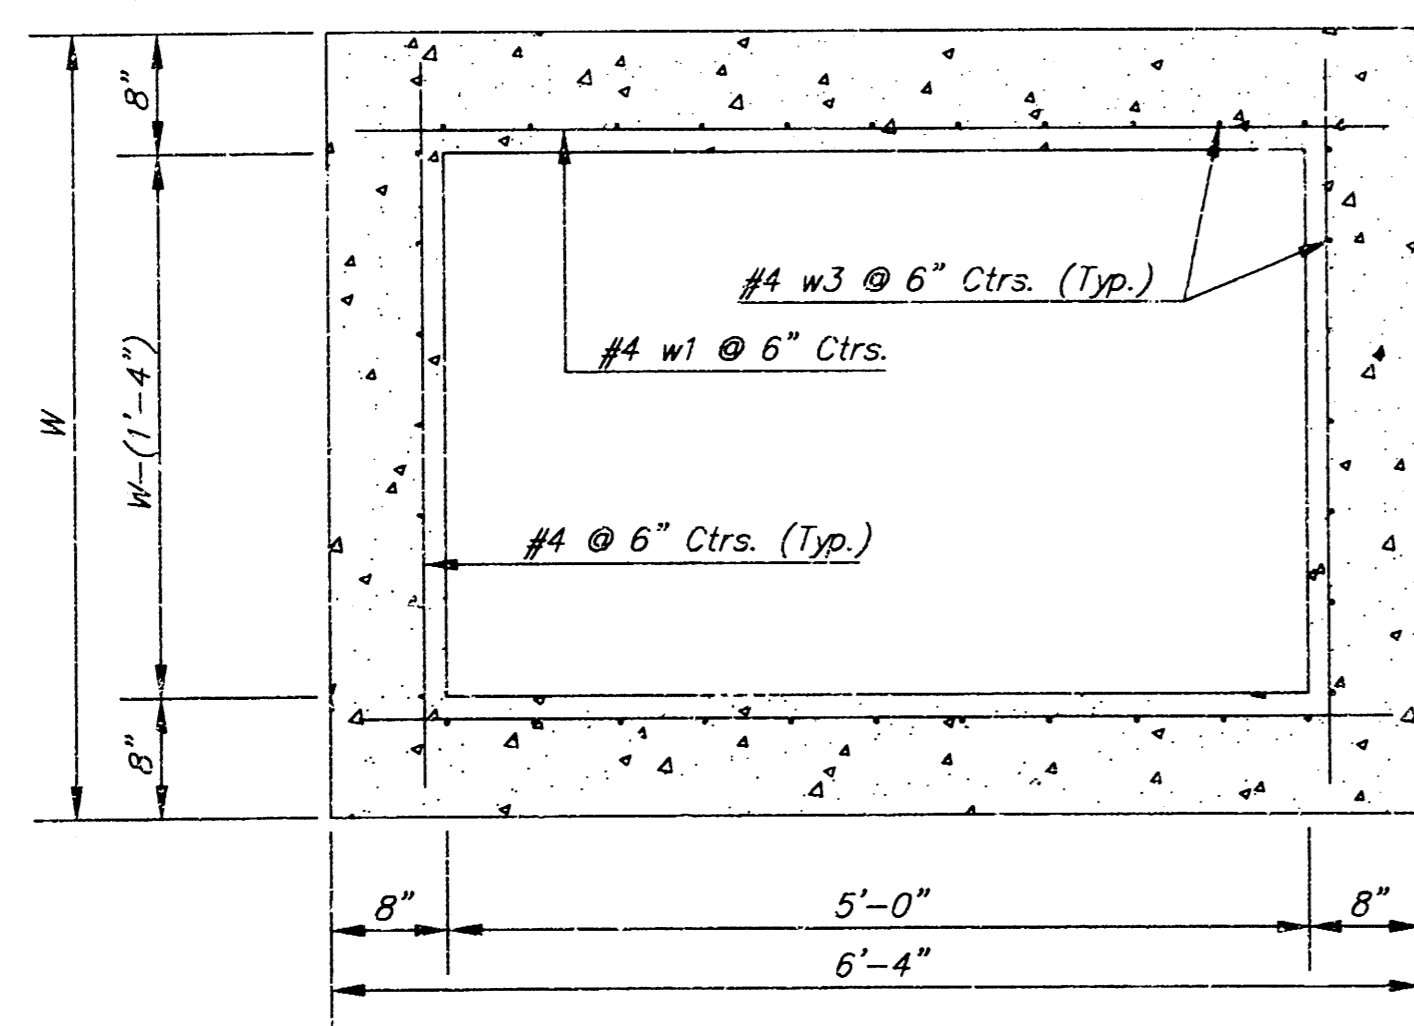 8”
#4 w3 @ 6” Ctrs. (Typ.)
#4 w1 @ 6” Ctrs.
W
W-(1'-4”)
#4 @ 6” Ctrs. (Typ.)
8”
8”
5'-0”
8”
6'-4”